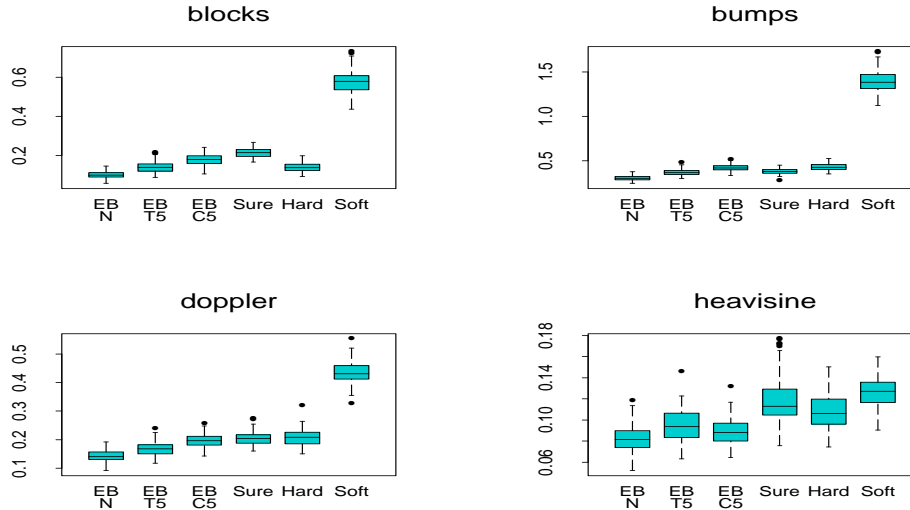 blocks
0.2 0.4 0.6
EB N EB T5 EB C5 Sure Hard Soft
bumps
0.5 1.0 1.5
EB N EB T5 EB C5 Sure Hard Soft
doppler
0.1 0.2 0.3 0.4 0.5
EB N EB T5 EB C5 Sure Hard Soft
heavisine
0.06 0.10 0.14 0.18
EB N EB T5 EB C5 Sure Hard Soft